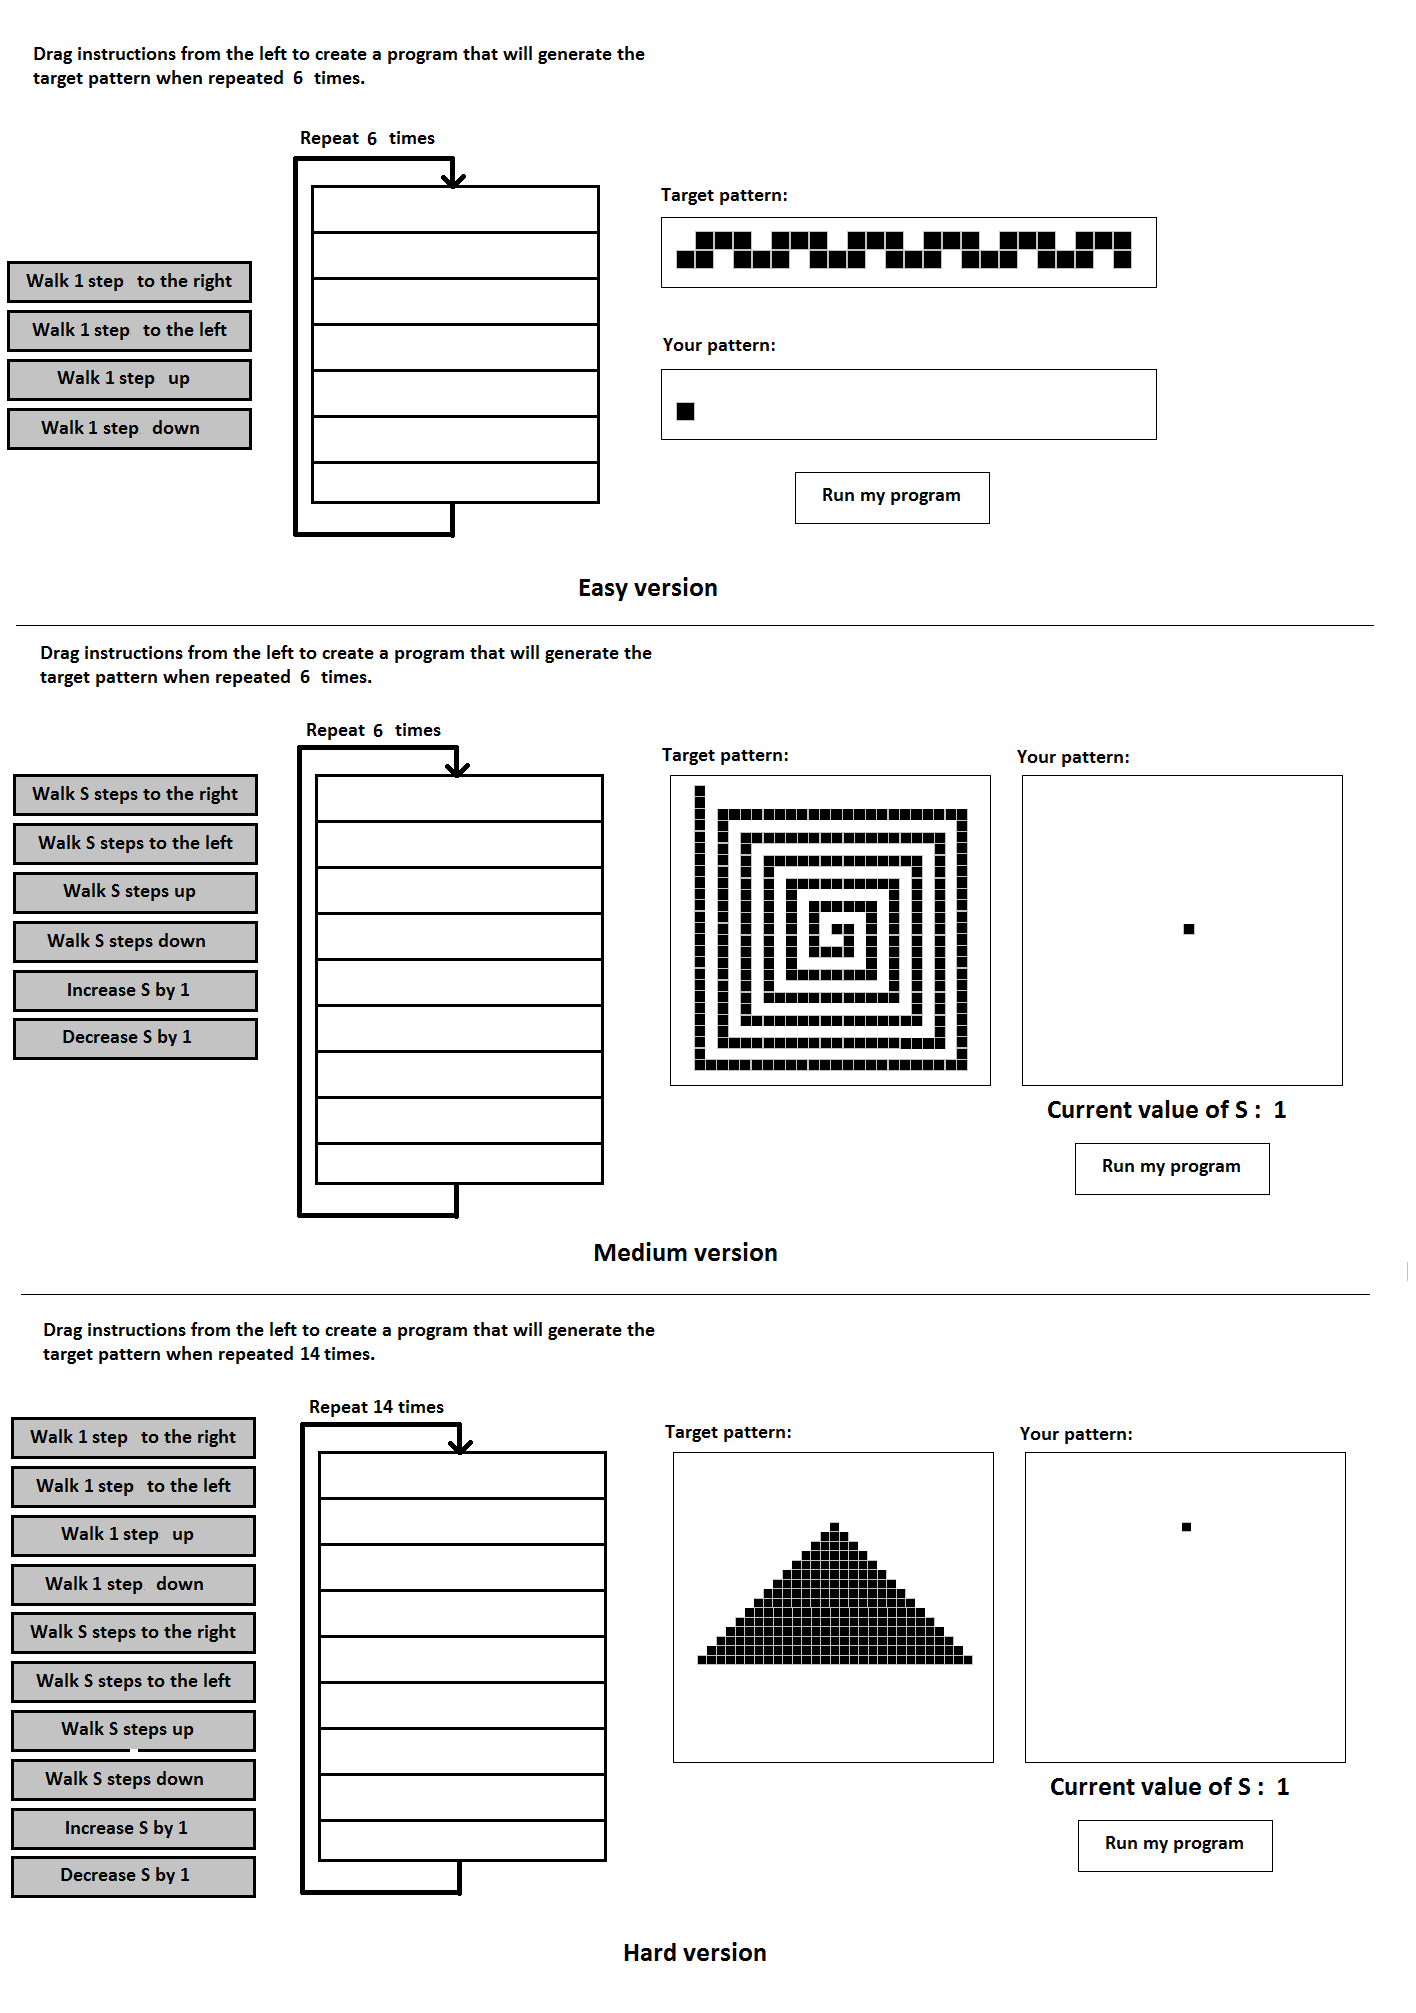 Drag instructions from the left to create a program that will generate the
target pattern when repeated 6 times.
Repeat 6 times
Target pattern:
Walk 1 step to the right
Walk 1 step to the left
Walk 1 step up
Walk 1 step down
Your pattern:
Run my program
Easy version
Drag instructions from the left to create a program that will generate the
target pattern when repeated 6 times.
Repeat 6 times
Target pattern:
Your pattern:
Walk S steps to the right
Walk S steps to the left
Walk S steps up
Walk S steps down
Increase S by 1
Decrease S by 1
Current value of S : 1
Run my program
Medium version
Drag instructions from the left to create a program that will generate the
target pattern when repeated 14 times.
Repeat 14 times
Target pattern:
Your pattern:
Walk 1 step to the right
Walk 1 step to the left
Walk 1 step up
Walk 1 step down
Walk S steps to the right
Walk S steps to the left
Walk S steps up
Walk S steps down
Increase S by 1
Decrease S by 1
Current value of S : 1
Run my program
Hard version